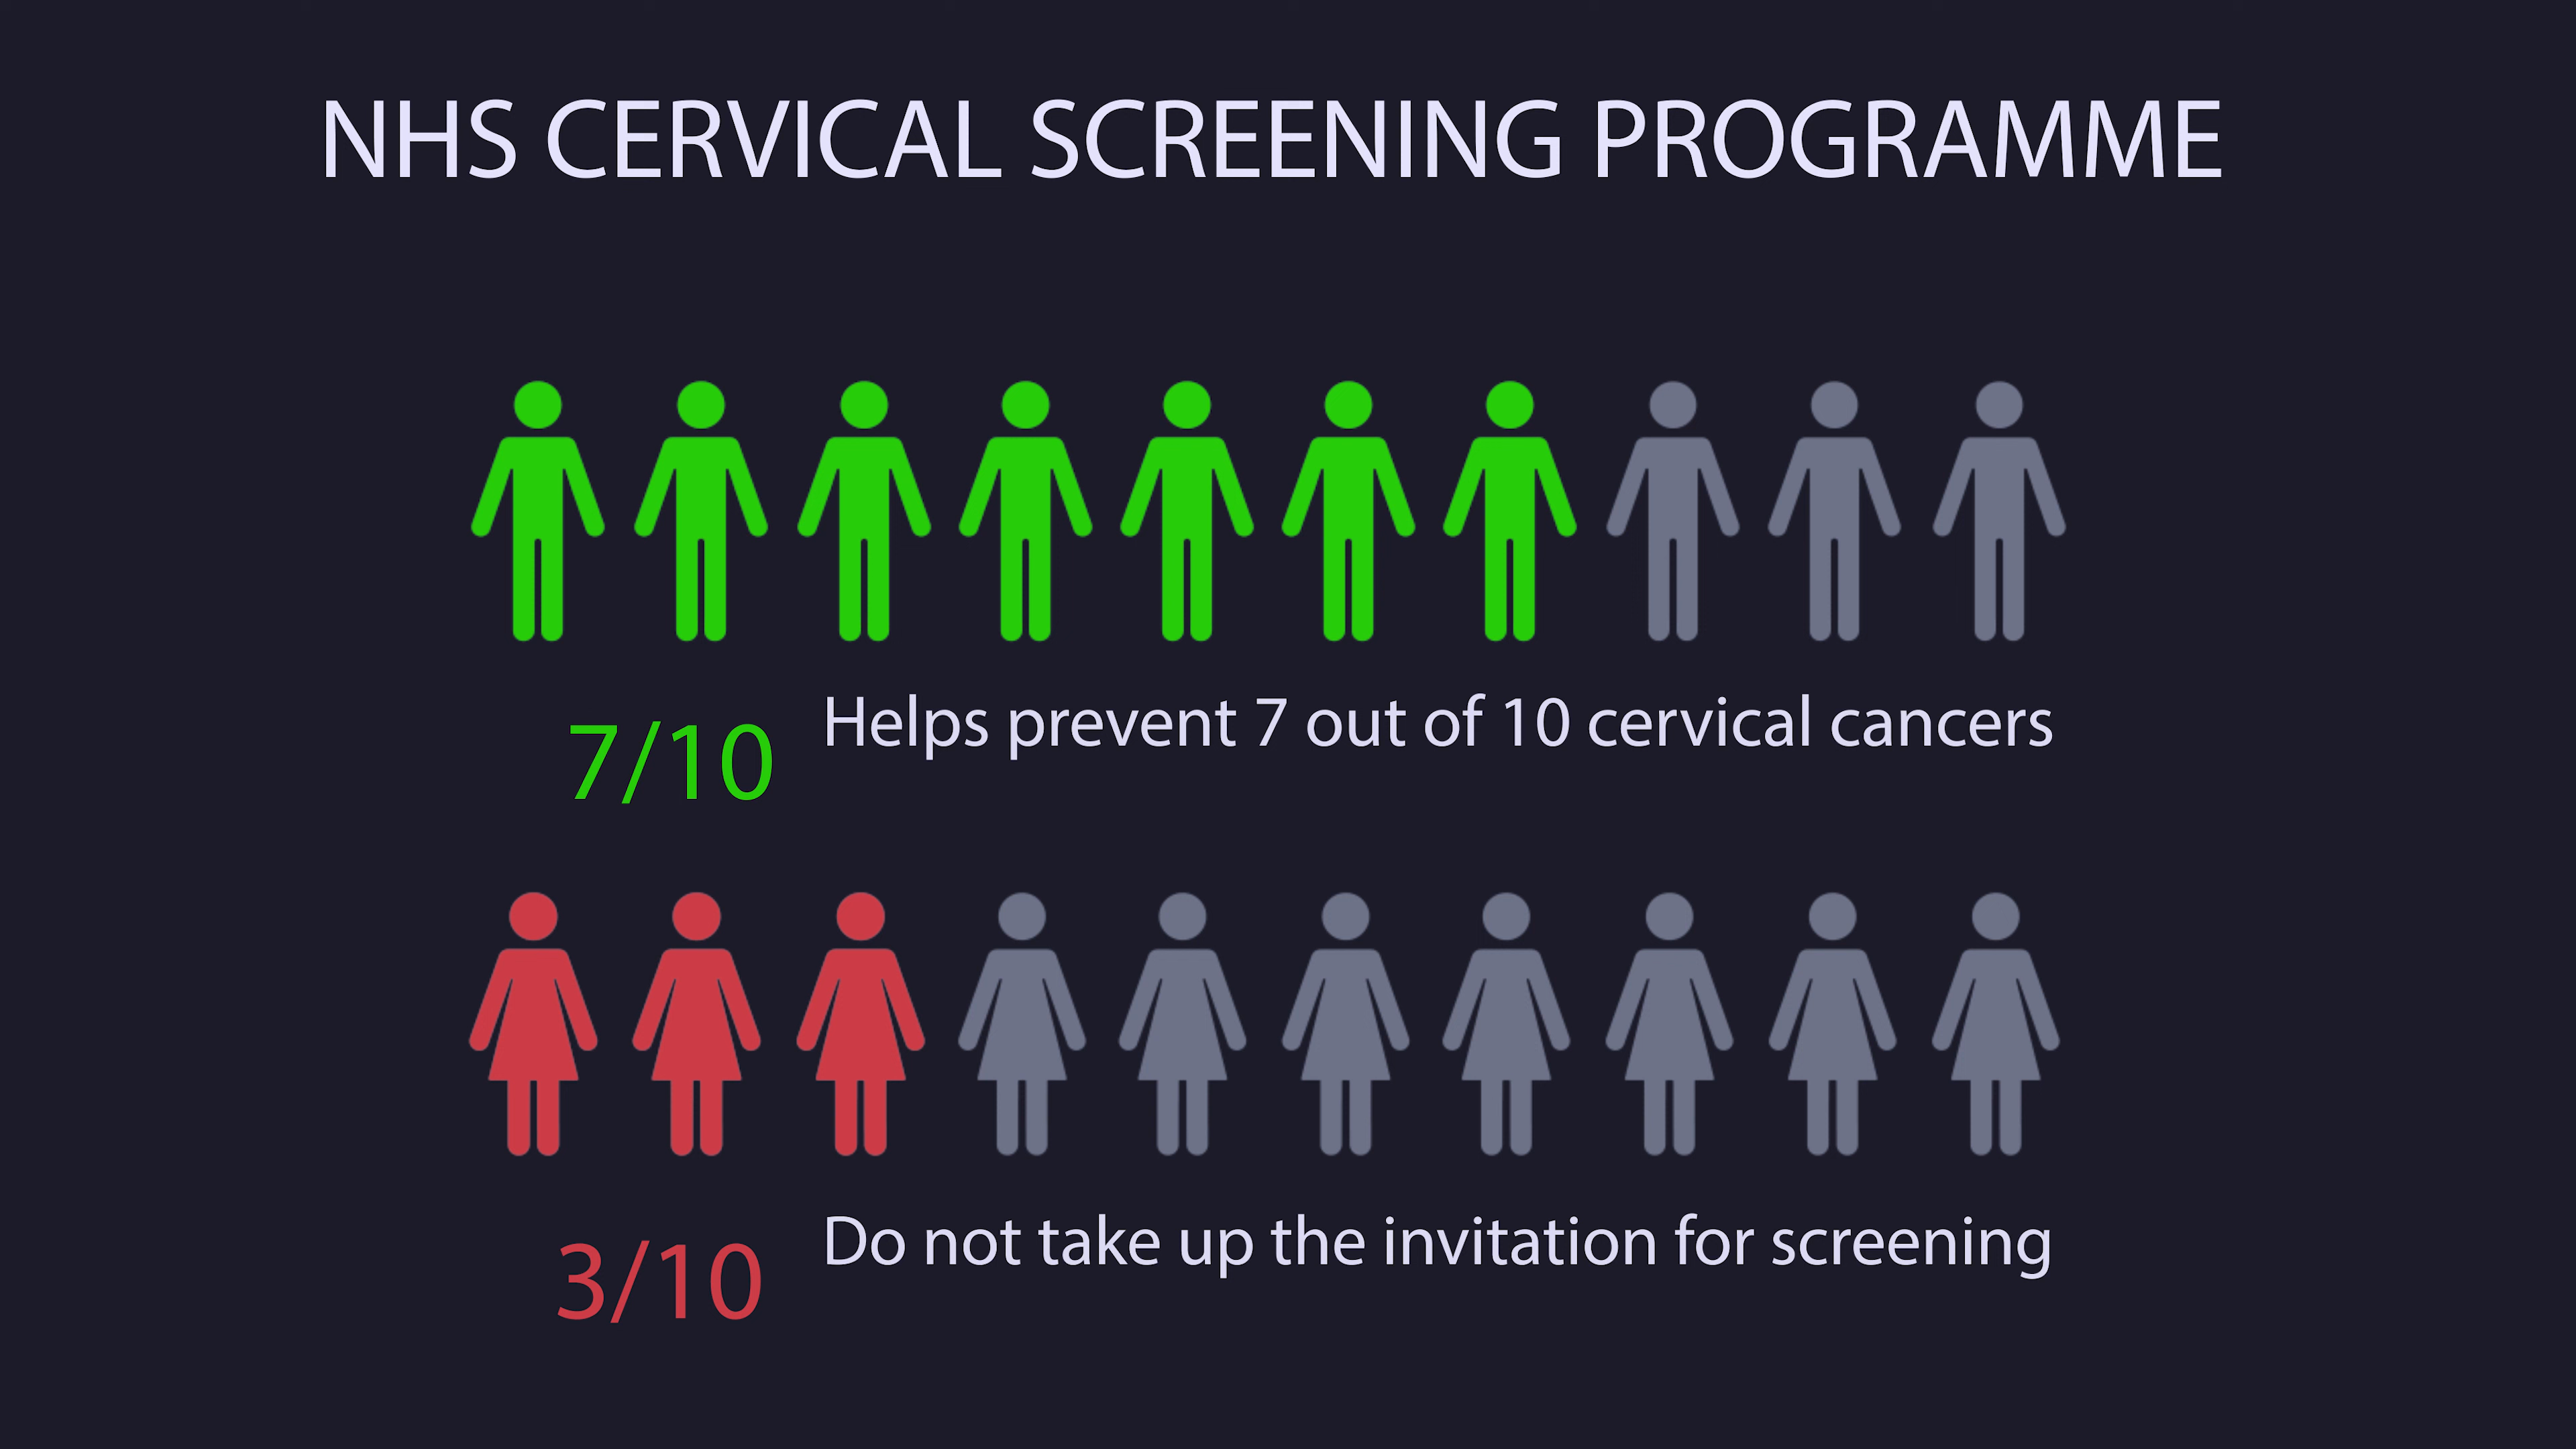 NHS CERVICAL SCREENING PROGRAMME
7/10 Helps prevent 7 out of 10 cervical cancers
3/10 Do not take up the invitation for screening